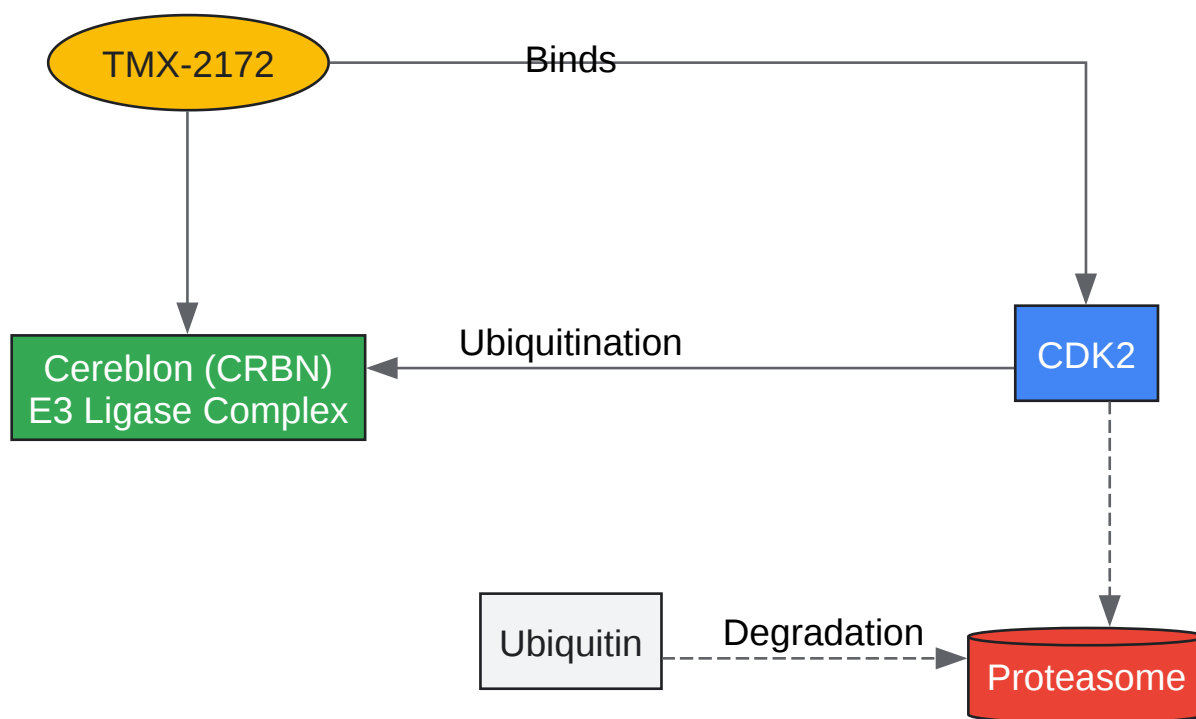 TMX-2172
Binds
Ubiquitination
CDK2
Cereblon (CRBN)
E3 Ligase Complex
Degradation
Ubiquitin
Proteasome